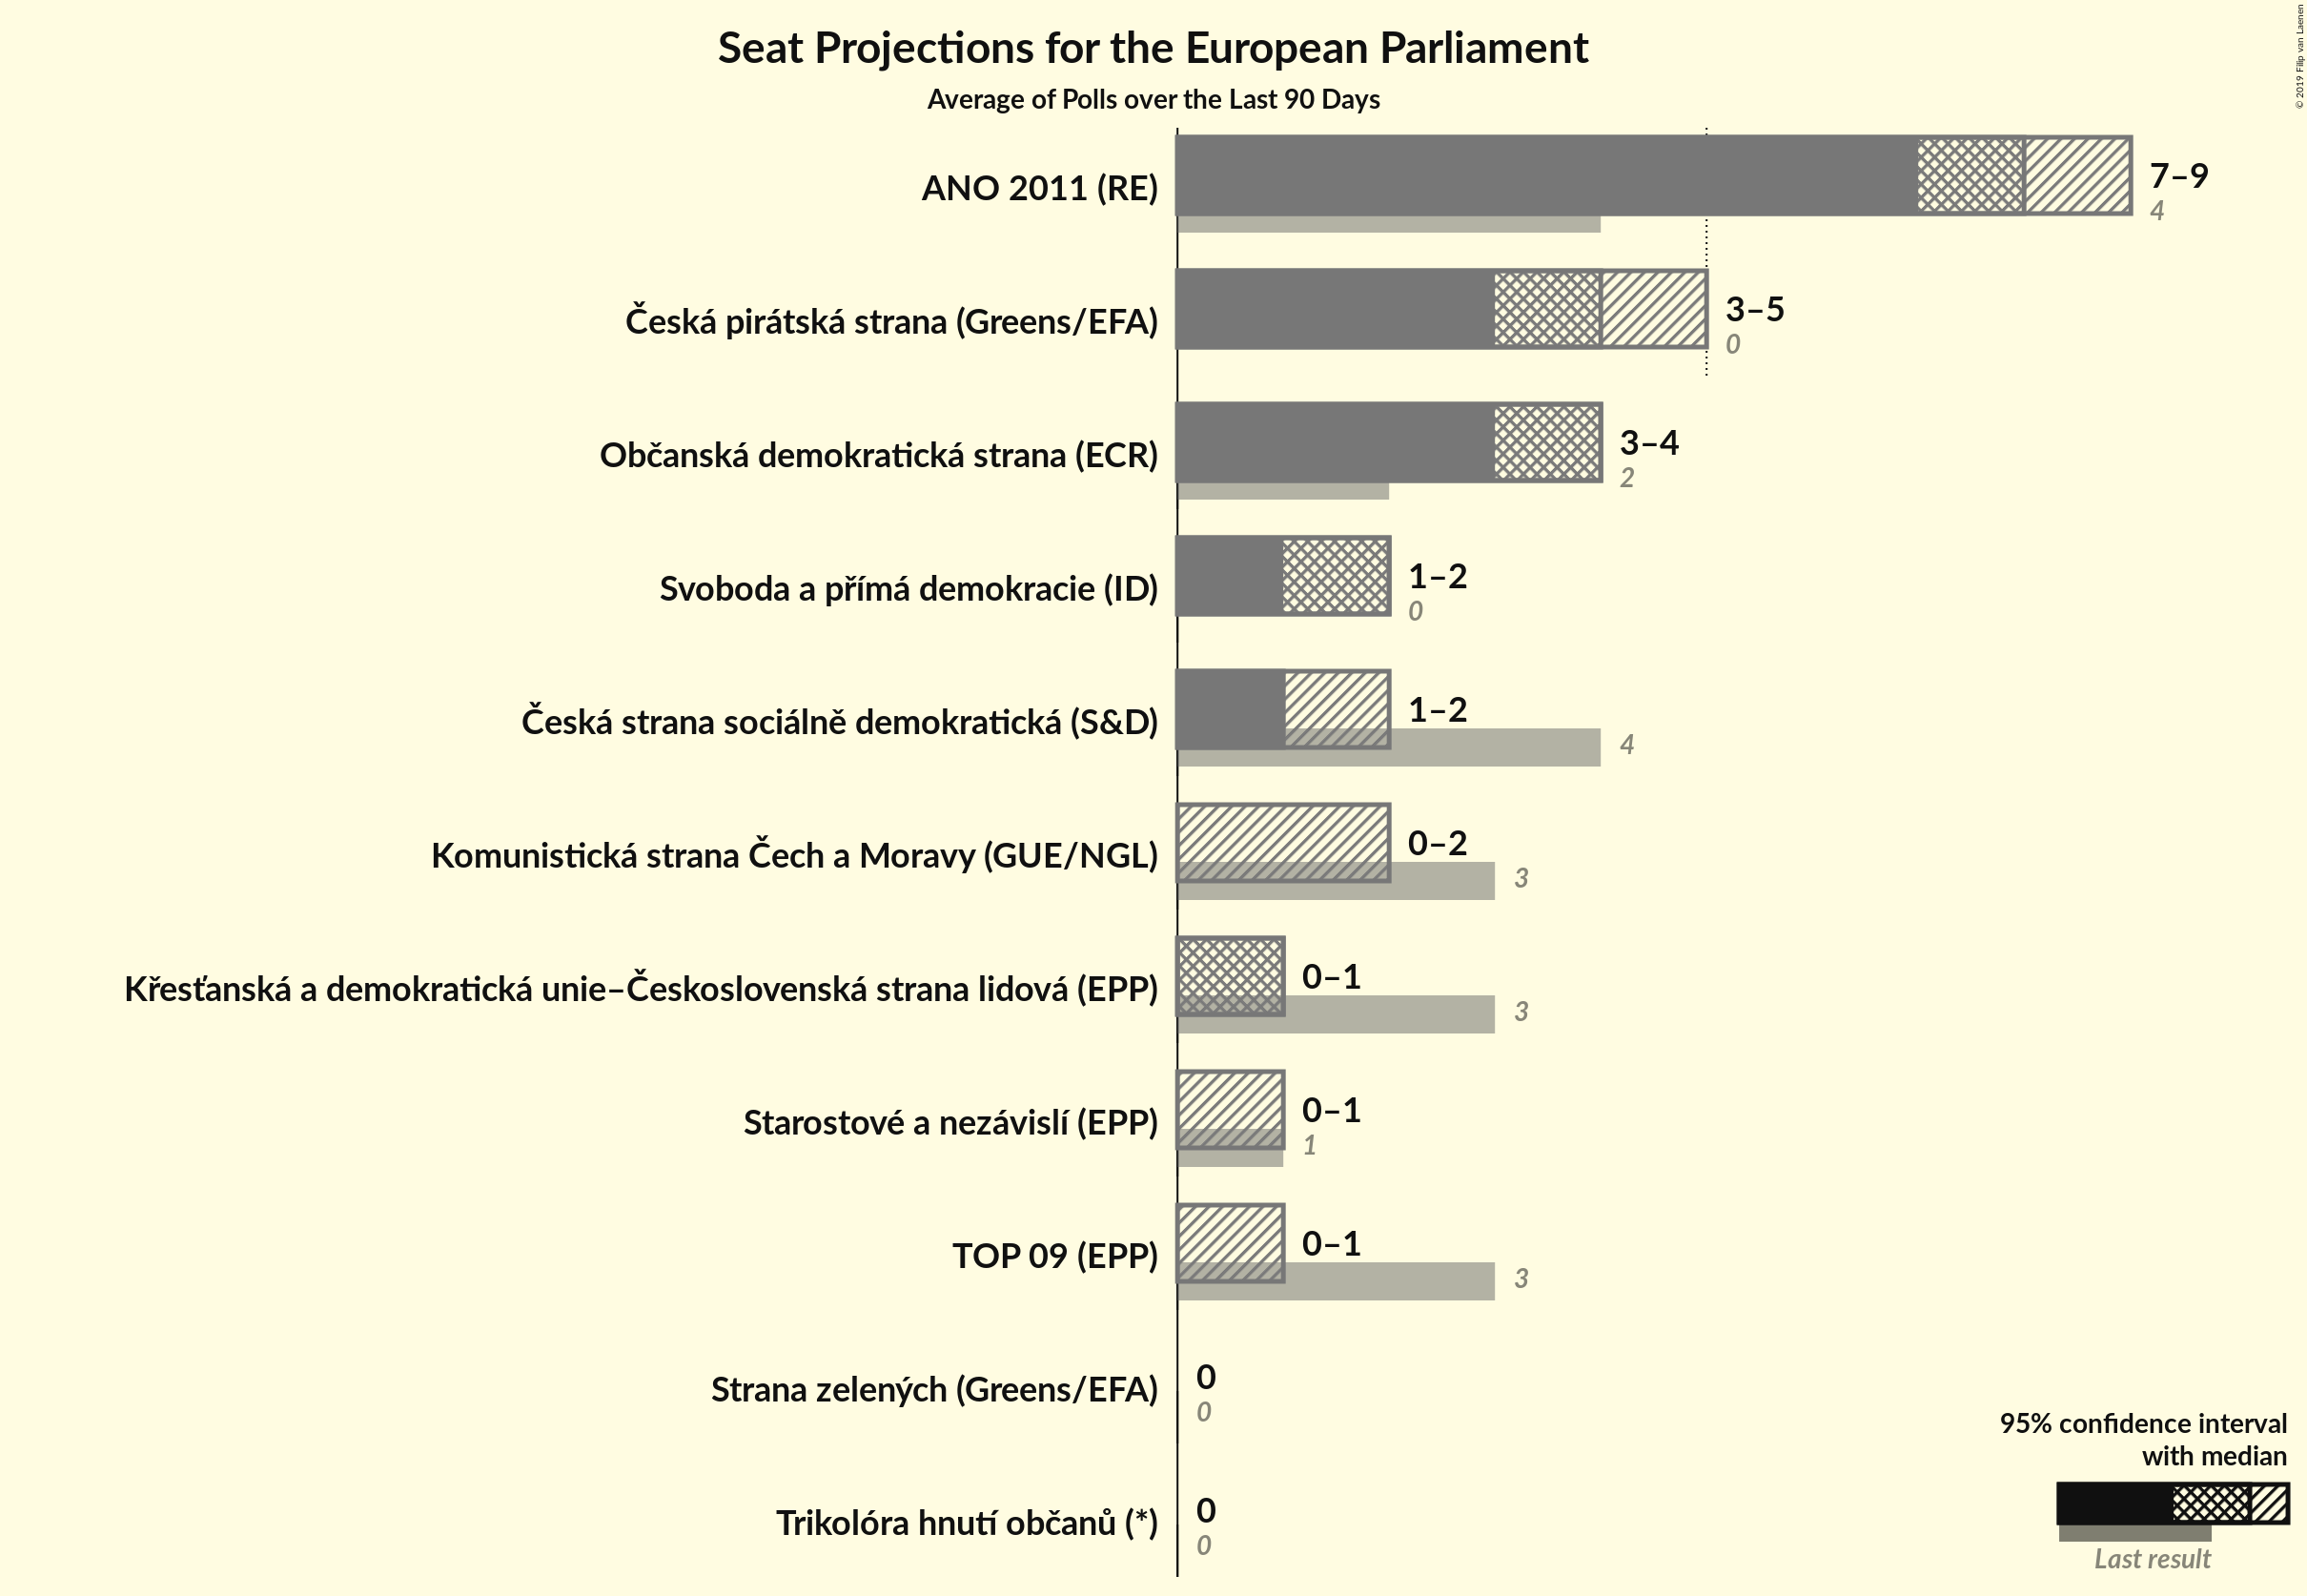 Seat Projections for the European Parliament
Average of Polls over the Last 90 Days
© 2019 Filip van Laenen
ANO 2011 (RE)
7–9
4
Česká pirátská strana (Greens/EFA)
3–5
0
Občanská demokratická strana (ECR)
3–4
2
Svoboda a přímá demokracie (ID)
1–2
0
Česká strana sociálně demokratická (S&D)
1–2
4
Komunistická strana Čech a Moravy (GUE/NGL)
0–2
3
Křesťanská a demokratická unie–Československá strana lidová (EPP)
0–1
3
Starostové a nezávislí (EPP)
0–1
1
TOP 09 (EPP)
0–1
3
Strana zelených (Greens/EFA)
0
0
Trikolóra hnutí občanů (*)
0
0
95% confidence interval
with median
Last result